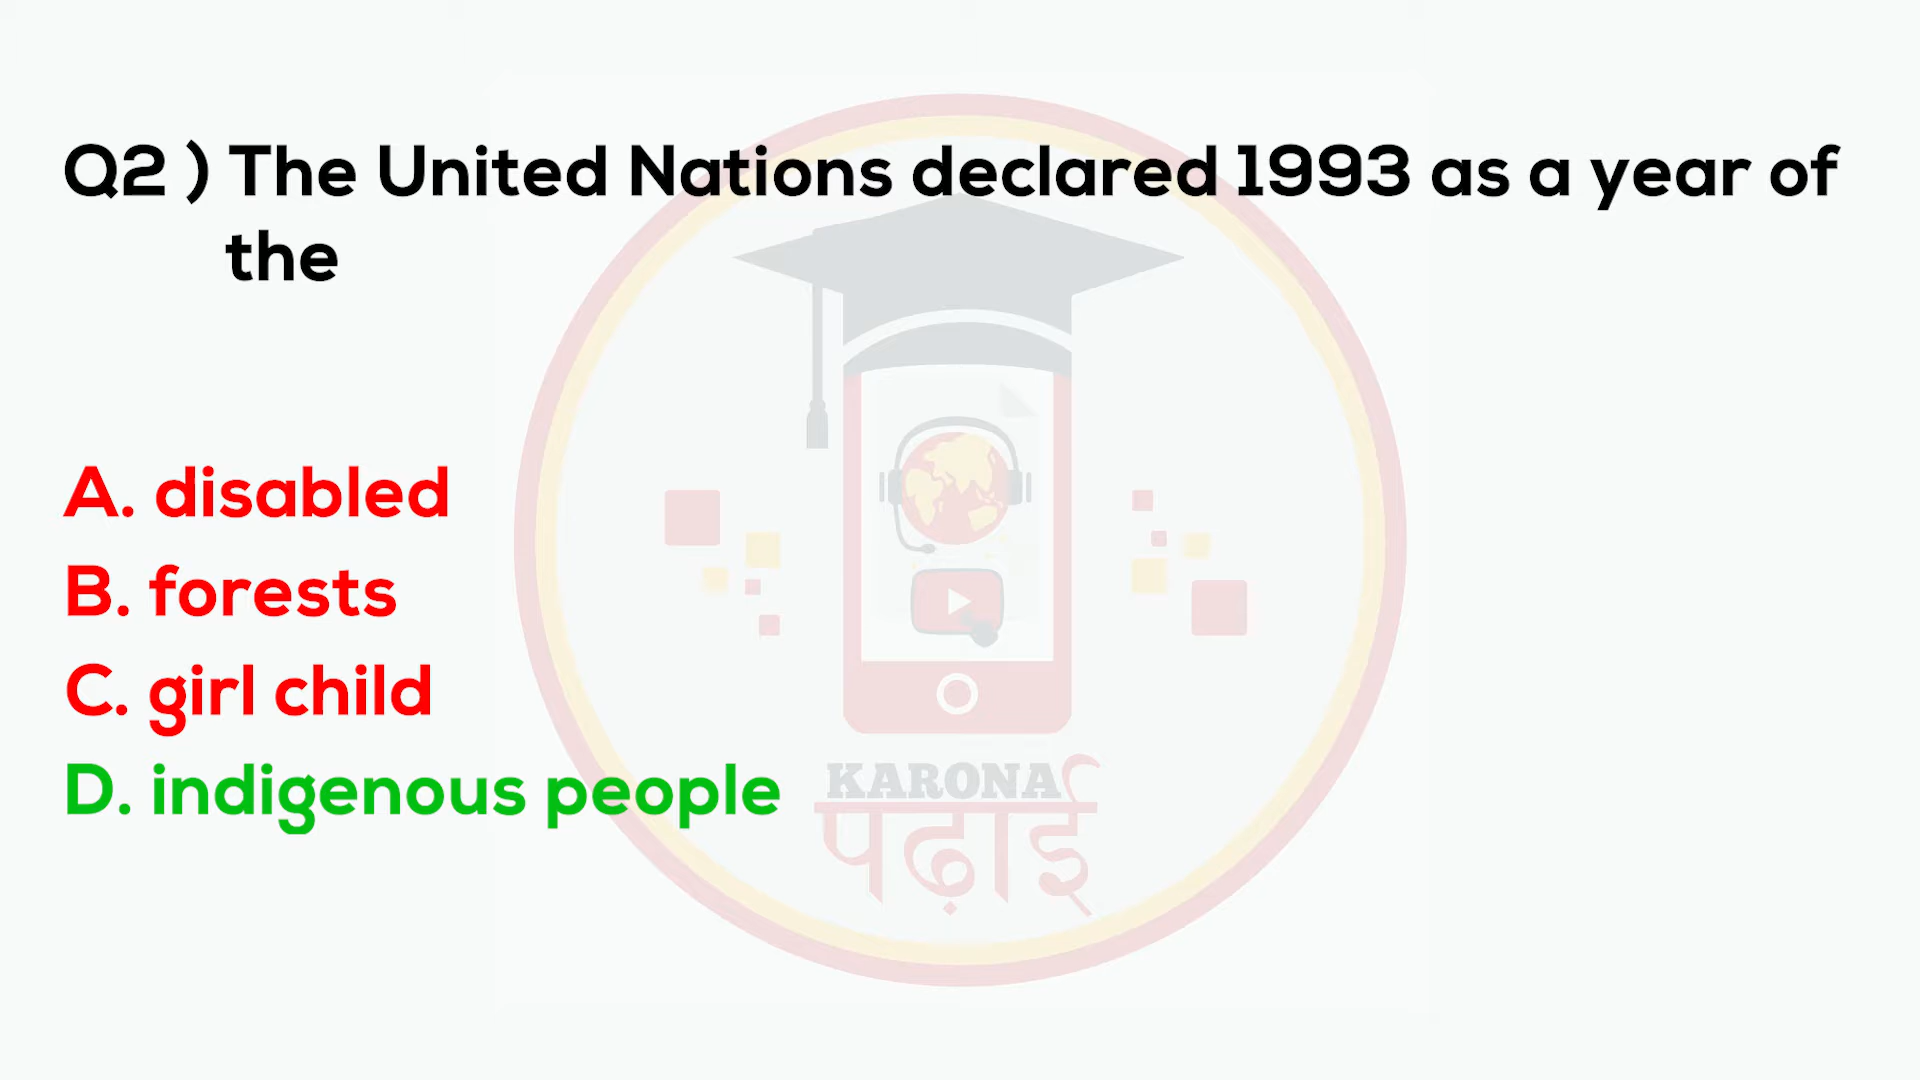 Q2 ) The United Nations declared 1993 as a year of
the
A. disabled
B. forests
C. girl child
D. indigenous people
KARONA
पढ़ाई